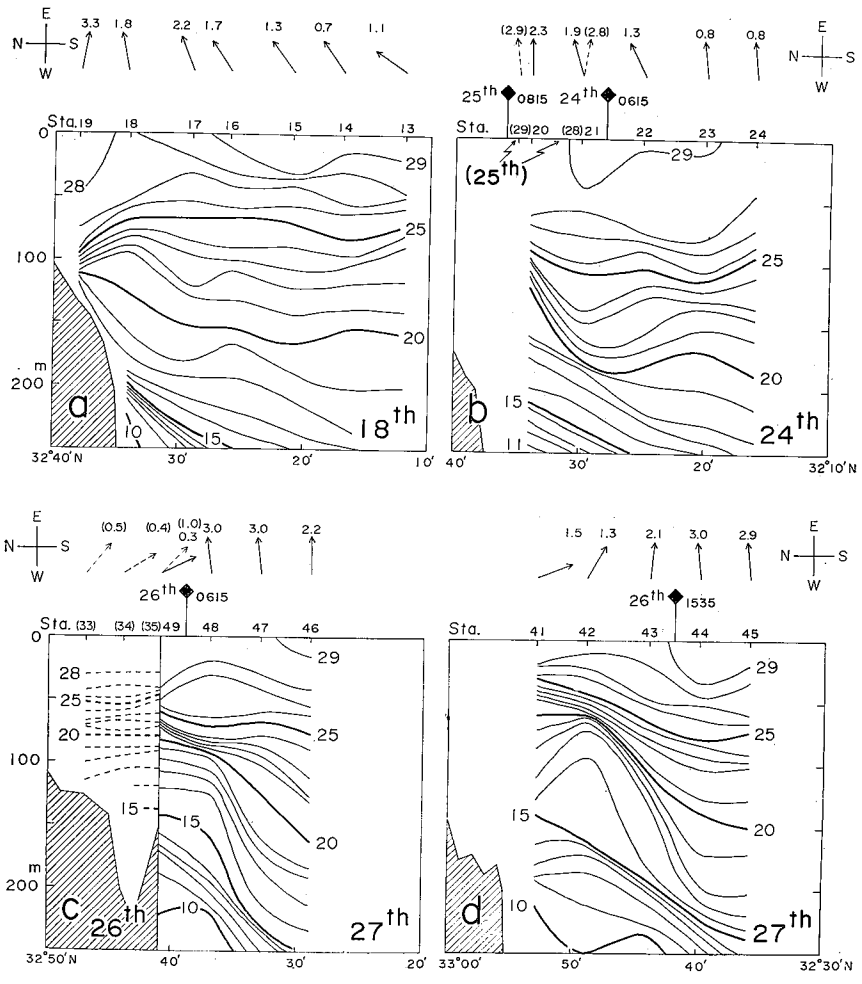 E
N S
W
3.3 1.8 2.2 1.7 1.3 0.7 1.1
Sta. 19 18 17 16 15 14 13
0
29
28
25
100
20
m
200
a 18th
10 15
32°40'N 30' 20' 10'
(2.9) 2.3 1.9 (2.8) 1.3 0.8 0.8
E
N S
W
25th 0815 24th 0615
Sta. (29) 20 (28) 21 22 23 24
(25th)
29
25
20
15
b 24th
11
40' 30' 20' 32°10'N
E
N S
W
(0.5) (0.4) (1.0) 3.0 3.0 2.2
0.3
26th 0615
Sta. (33) (34) (35) 49 48 47 46
0
29
28
25
25
20
100
15 15
20
m
200
10
c 26th 27th
32°50'N 40' 30' 20'
1.5 1.3 2.1 3.0 2.9
E
N S
W
26th 1535
Sta. 41 42 43 44 45
29
25
15
20
10
d 27th
33°00' 50' 40' 32°30'N